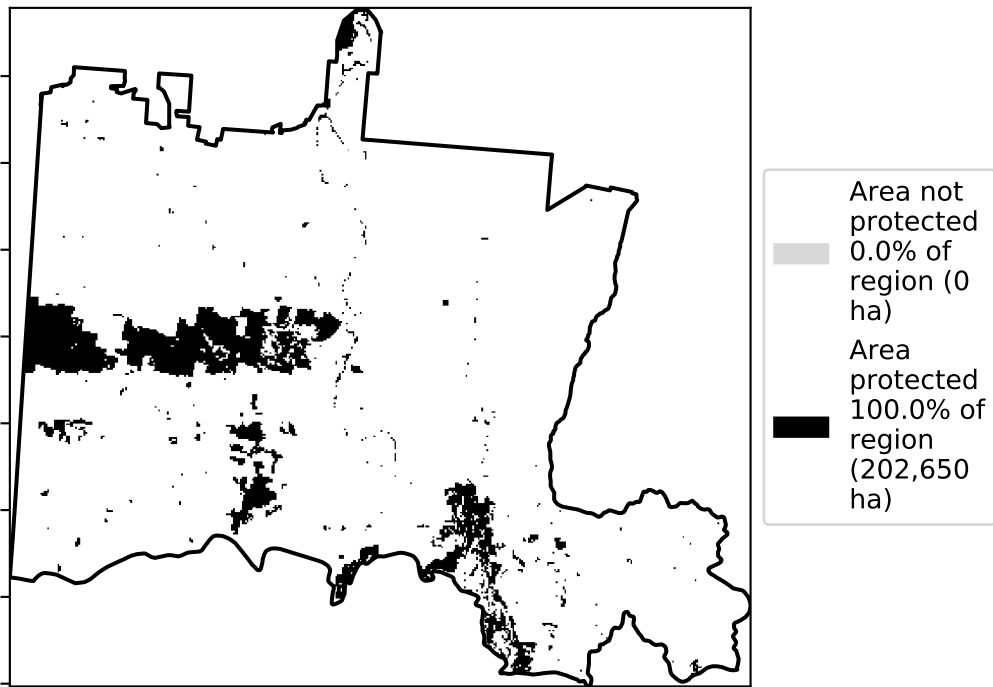 Area not
protected
0.0% of
region (0
ha)
Area
protected
100.0% of
region
(202,650
ha)